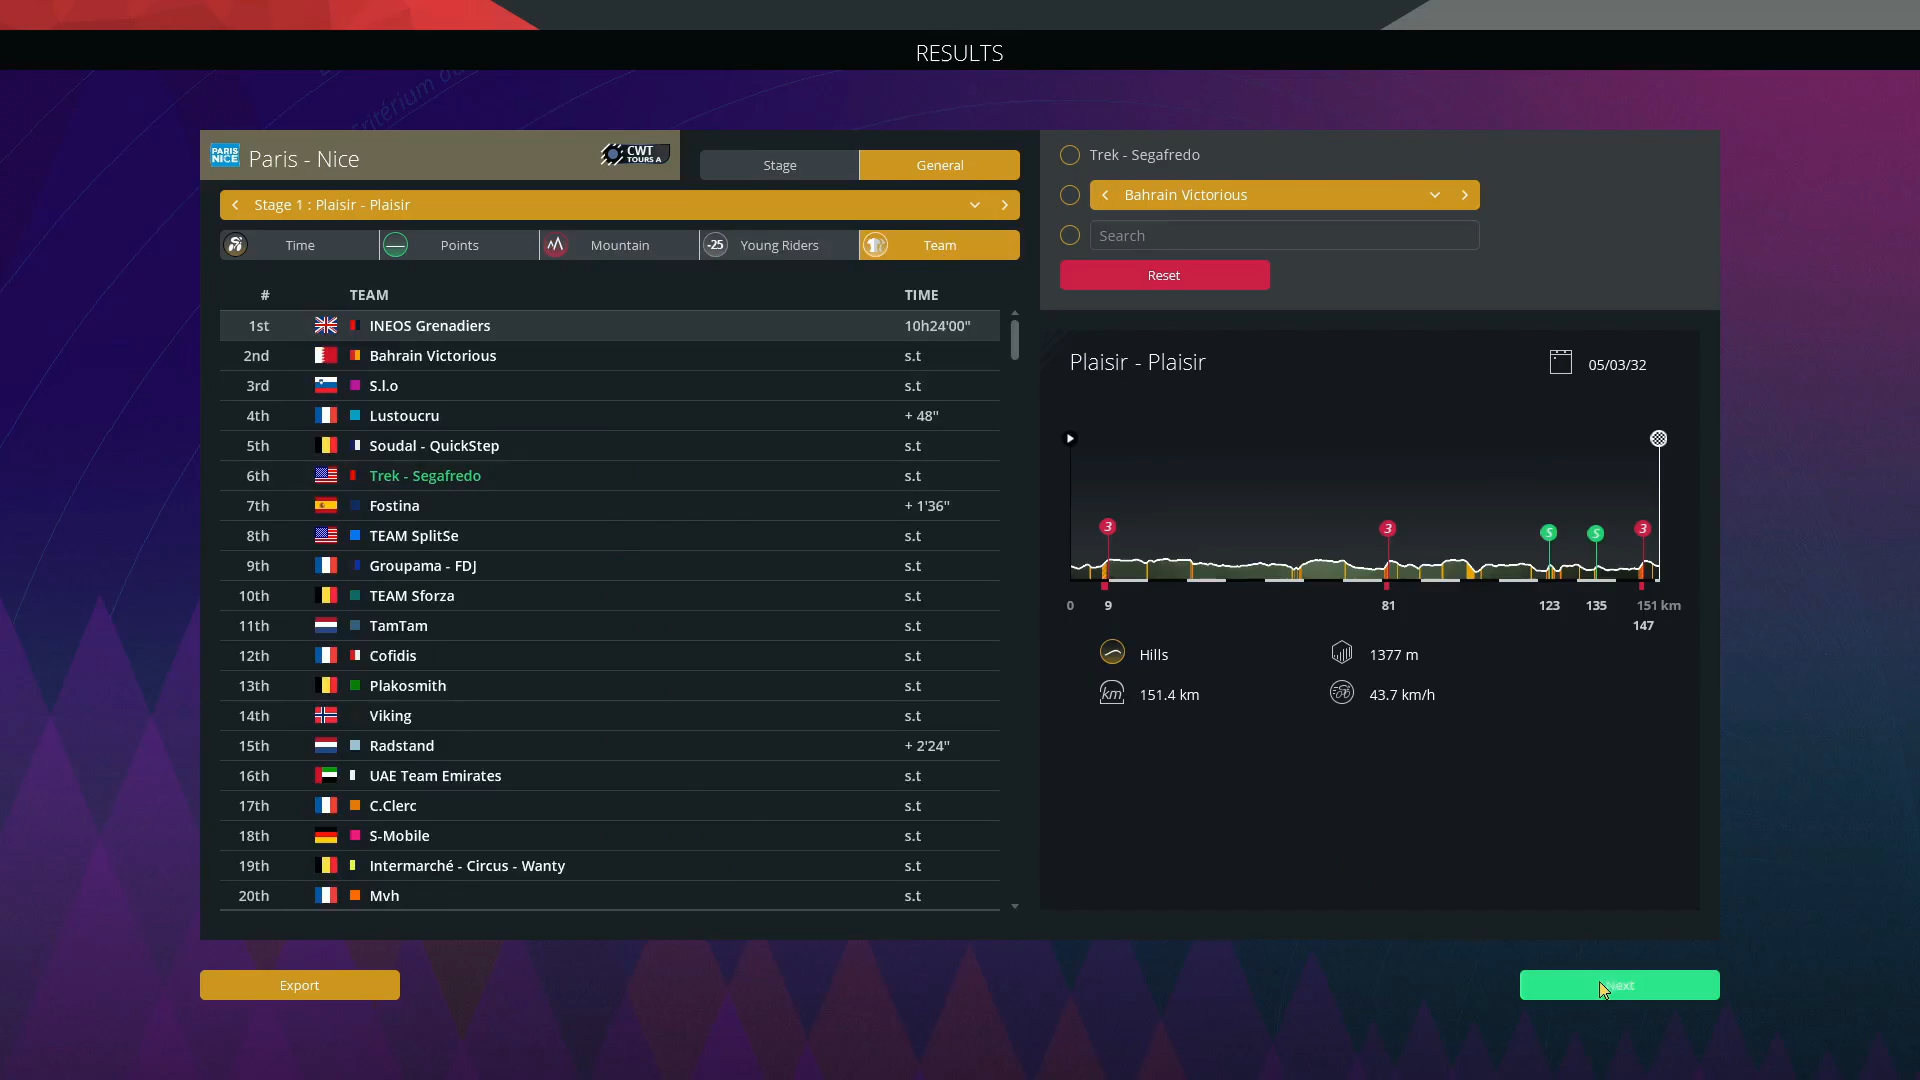 RESULTS
PARIS NICE Paris - Nice CWT TOURS A
Stage General
Stage 1 : Plaisir - Plaisir
Time Points Mountain -25 Young Riders Team
# TEAM TIME
1st INEOS Grenadiers 10h24'00"
2nd Bahrain Victorious s.t
3rd S.l.o s.t
4th Lustoucru + 48"
5th Soudal - QuickStep s.t
6th Trek - Segafredo s.t
7th Fostina + 1'36"
8th TEAM SplitSe s.t
9th Groupama - FDJ s.t
10th TEAM Sforza s.t
11th TamTam s.t
12th Cofidis s.t
13th Plakosmith s.t
14th Viking s.t
15th Radstand + 2'24"
16th UAE Team Emirates s.t
17th C.Clerc s.t
18th S-Mobile s.t
19th Intermarché - Circus - Wanty s.t
20th Mvh s.t
Trek - Segafredo
Bahrain Victorious
Search
Reset
Plaisir - Plaisir 05/03/32
3 3 S S 3
0 9 81 123 135 151 km
147
Hills 1377 m
km 151.4 km 43.7 km/h
Export Next